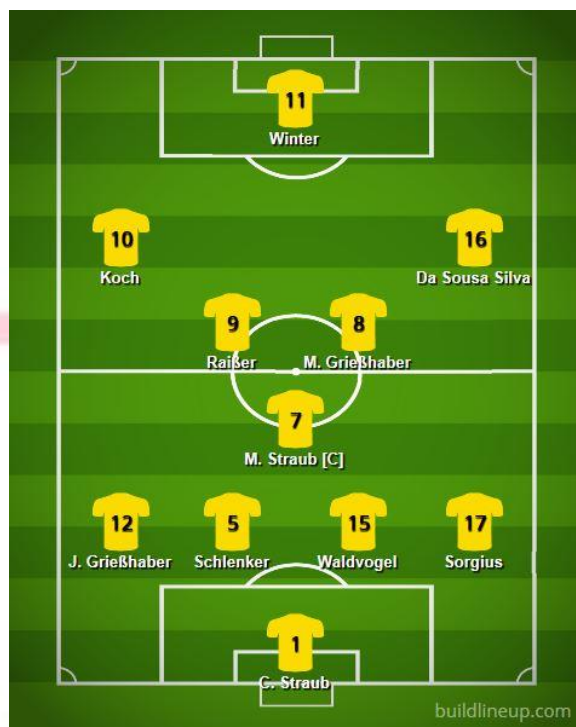 11
Winter
10
Koch
16
Da Sousa Silva
9
Raißer
8
M. Grießhaber
7
M. Straub [C]
12
J. Grießhaber
5
Schlenker
15
Waldvogel
17
Sorgius
1
C. Straub
buildlineup.com